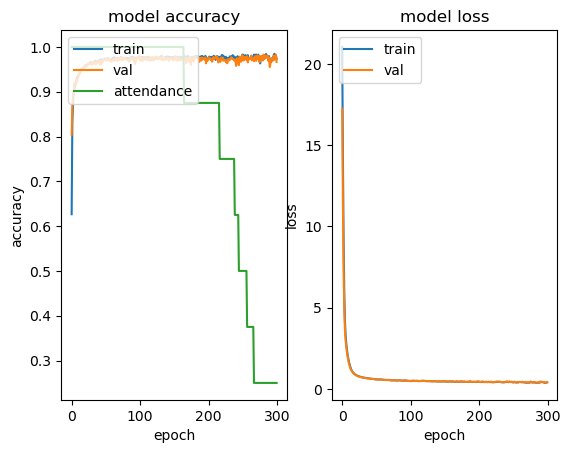 model accuracy
train
val
attendance
1.0
0.9
0.8
0.7
0.6
0.5
0.4
0.3
accuracy
0
100
200
300
epoch
model loss
train
val
20
15
10
5
0
loss
0
100
200
300
epoch